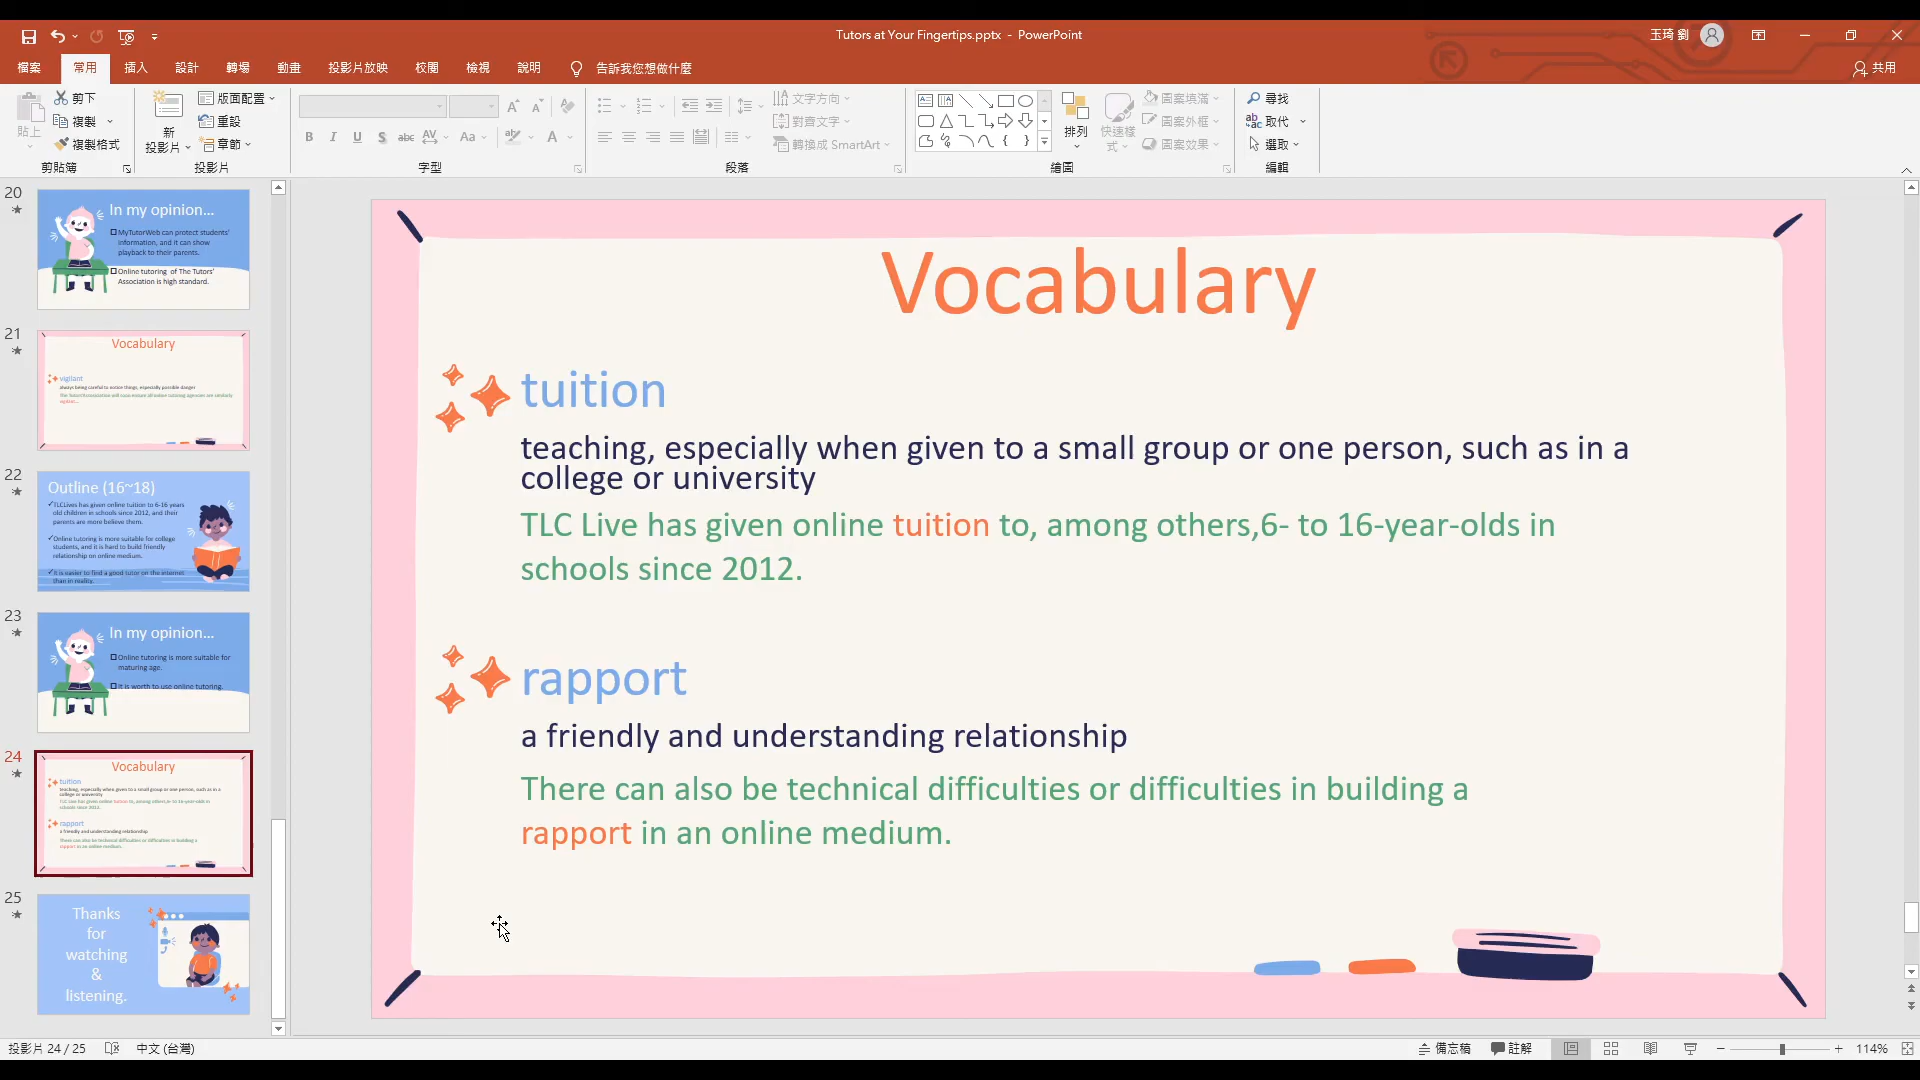 Tutors at Your Fingertips.pptx - PowerPoint
玉琦 劉
檔案 常用 插入 設計 轉場 動畫 投影片放映 校閱 檢視 說明 告訴我您想做什麼 共用
貼上
剪下
複製
複製格式
剪貼簿
新
投影片
版面配置
重設
章節
投影片
B I U S abc AV Aa A
字型
文字方向
對齊文字
轉換成 SmartArt
段落
排列
快速樣
式
圖案填滿
圖案外框
圖案效果
繪圖
尋找
取代
選取
編輯
20
In my opinion...
MyTutorWeb can protect students'
information, and it can show
playback to their parents.
Online tutoring of The Tutors'
Association is high standard.
21
Vocabulary
vigilant
always being careful to notice things, especially possible danger
22
Outline (16~18)
TLCLives has given online tuition to 6-16 years
old children in schools since 2012, and their
parents are more believe them.
Online tutoring is more suitable for college
students, and it is hard to build friendly
relationship on online medium.
It is easier to find a good tutor on the internet
than in reality.
23
In my opinion...
Online tutoring is more suitable for
maturing age.
It is worth to use online tutoring.
24
Vocabulary
tuition
teaching, especially when given to a small group or one person, such as in a
college or university
TLC Live has given online tuition to, among others,6- to 16-year-olds in
schools since 2012.
rapport
a friendly and understanding relationship
There can also be technical difficulties or difficulties in building a
rapport in an online medium.
25
Thanks
for
watching
&
listening.
Vocabulary
tuition
teaching, especially when given to a small group or one person, such as in a
college or university
TLC Live has given online tuition to, among others,6- to 16-year-olds in
schools since 2012.
rapport
a friendly and understanding relationship
There can also be technical difficulties or difficulties in building a
rapport in an online medium.
投影片 24 / 25 中文 (台灣) 備忘稿 註解 114%